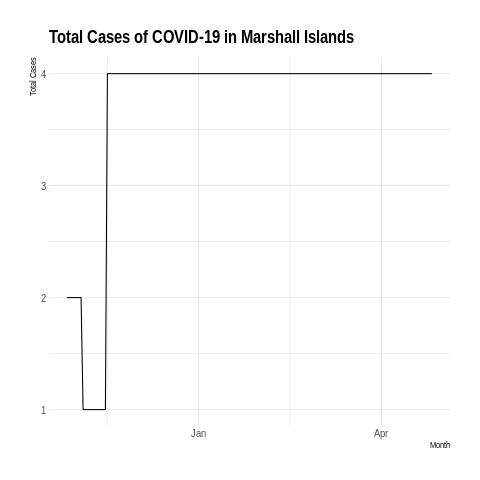 Total Cases of COVID-19 in Marshall Islands
Total Cases
4
3
2
1
Jan
Apr
Month